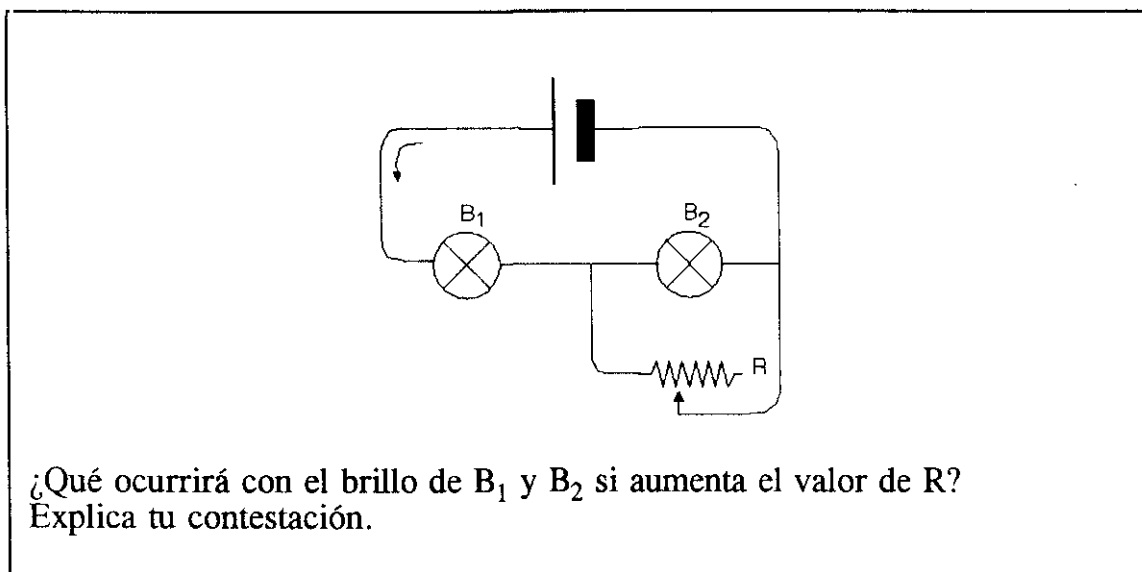 B₁
B₂
R
¿Qué ocurrirá con el brillo de B₁ y B₂ si aumenta el valor de R?
Explica tu contestación.